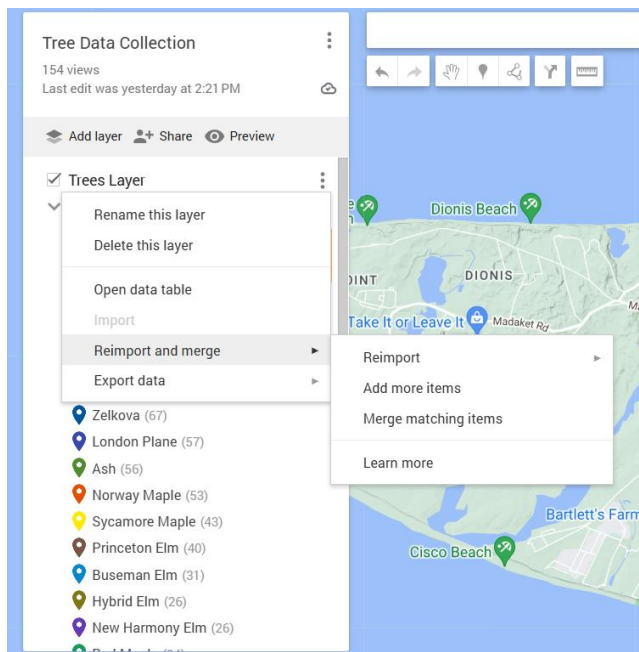 Tree Data Collection
154 views
Last edit was yesterday at 2:21 PM
Add layer Share Preview
Trees Layer
Rename this layer
Delete this layer
Open data table
Import
Reimport and merge
Export data
Reimport
Add more items
Merge matching items
Learn more
Zelkova (67)
London Plane (57)
Ash (56)
Norway Maple (53)
Sycamore Maple (43)
Princeton Elm (40)
Buseman Elm (31)
Hybrid Elm (26)
New Harmony Elm (26)
Dionis Beach
DIONIS
Take It or Leave It
Madaket Rd
Bartlett's Farm
Cisco Beach